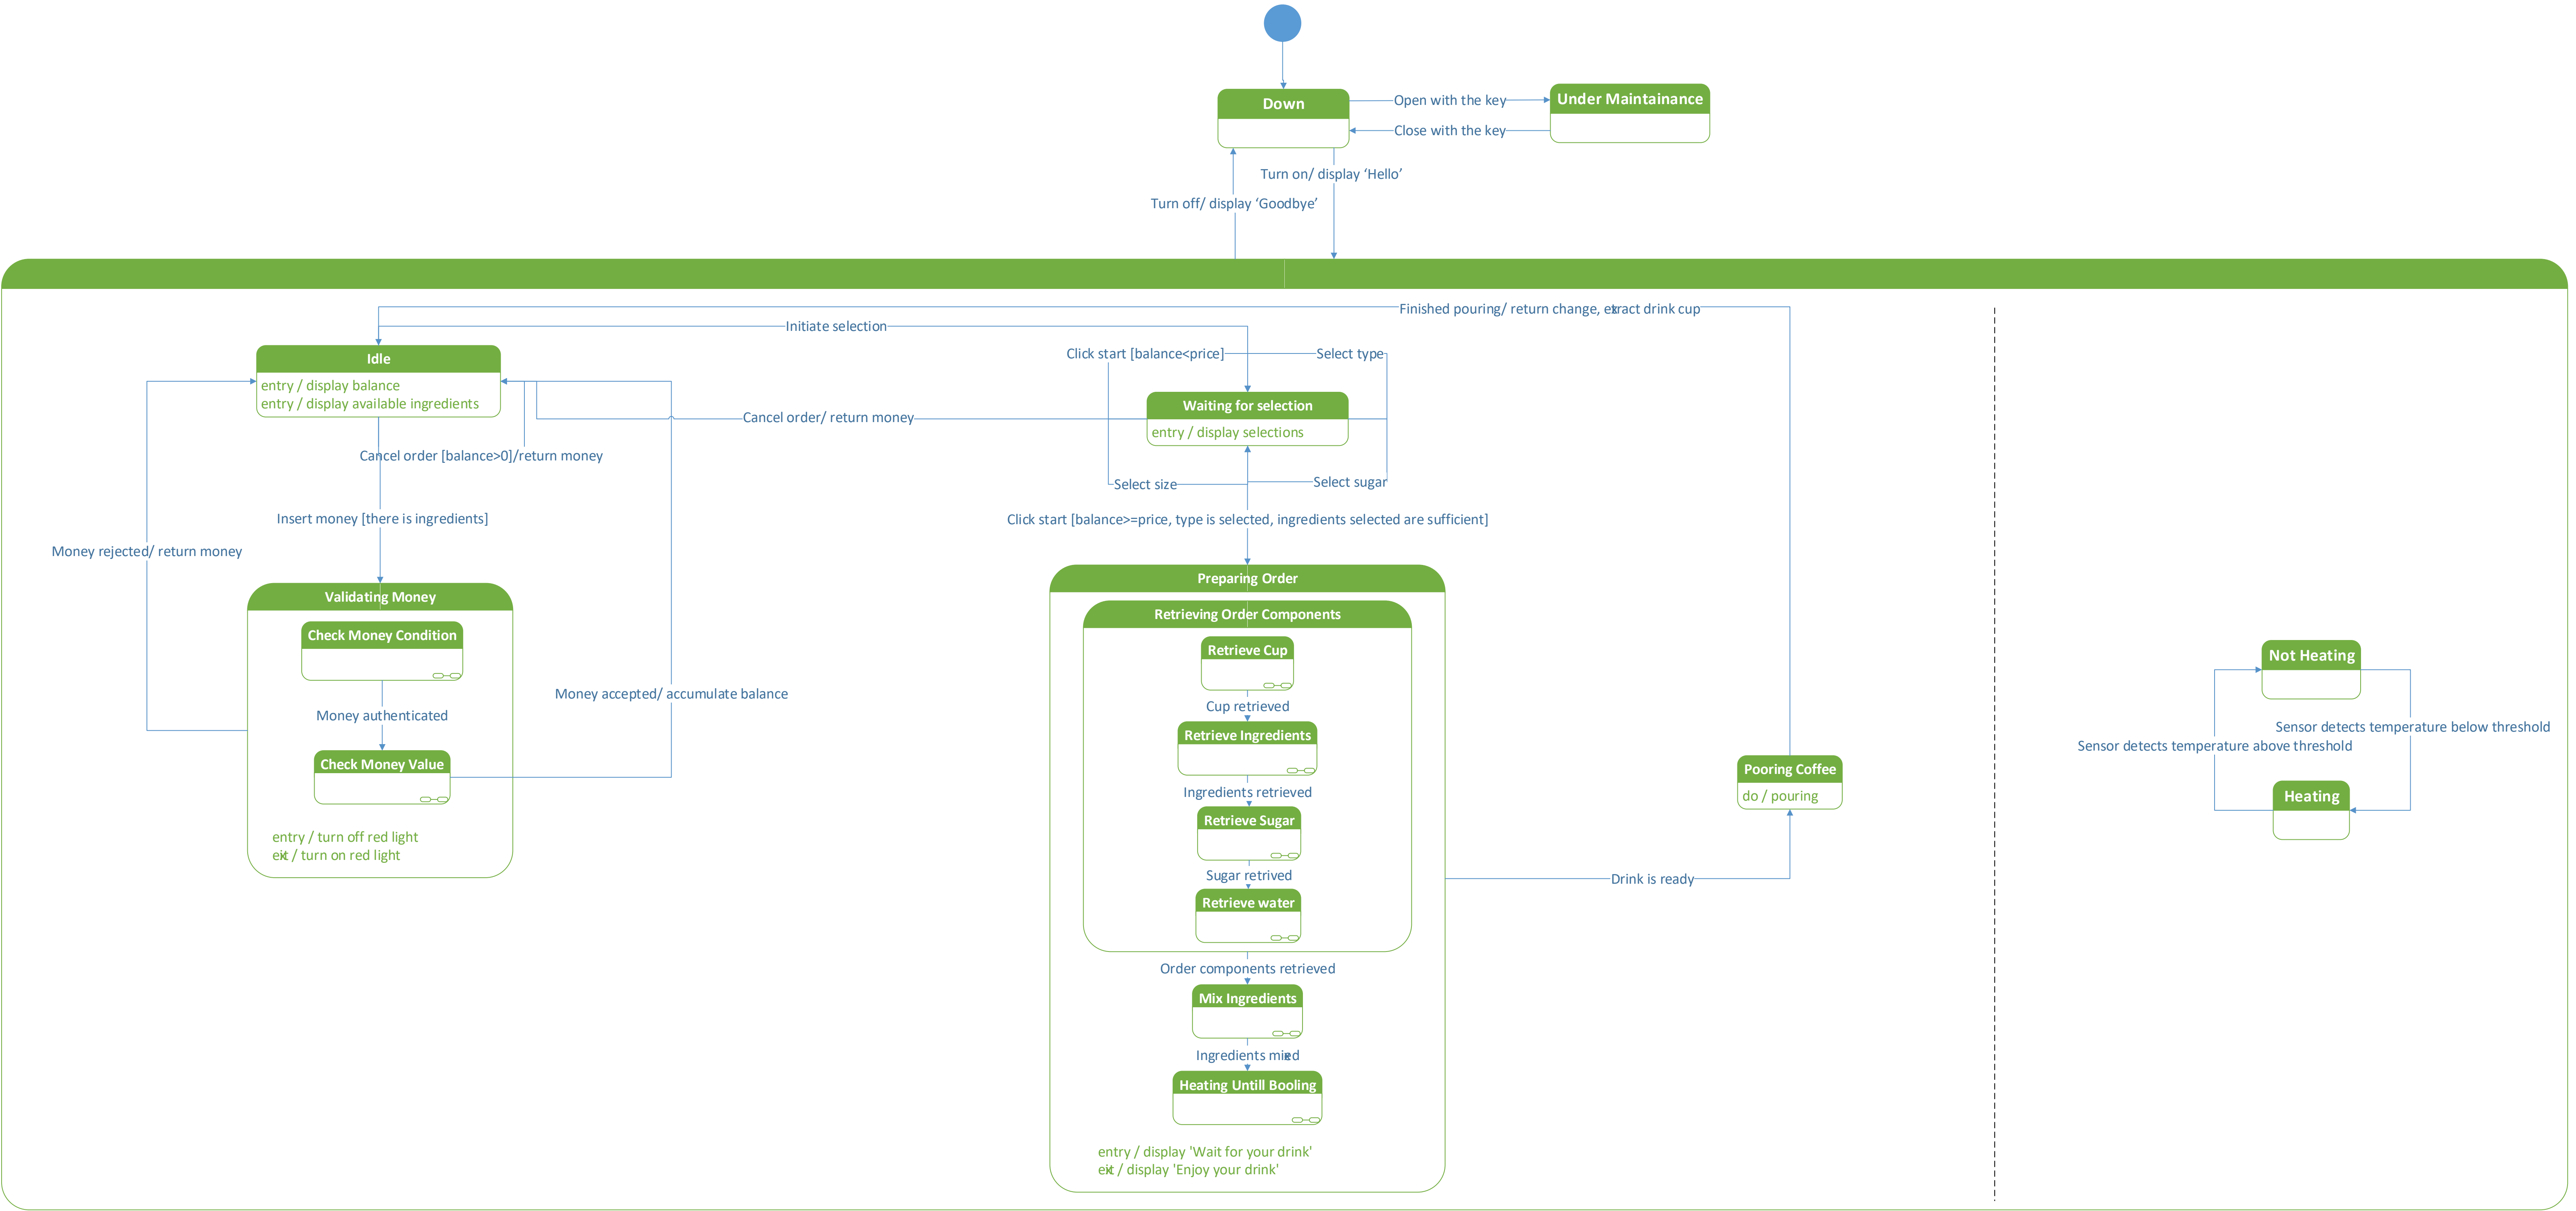 Down
Open with the key
Under Maintainance
Close with the key
Turn on/ display ‘Hello’
Turn off/ display ‘Goodbye’
Finished pouring/ return change, exract drink cup
Initiate selection
Idle
entry / display balance
entry / display available ingredients
Click start [balance<price]
Select type
Waiting for selection
entry / display selections
Cancel order/ return money
Cancel order [balance>0]/return money
Select size
Select sugar
Insert money [there is ingredients]
Click start [balance>=price, type is selected, ingredients selected are sufficient]
Money rejected/ return money
Validating Money
Check Money Condition
Money authenticated
Check Money Value
entry / turn off red light
exit / turn on red light
Money accepted/ accumulate balance
Preparing Order
Retrieving Order Components
Retrieve Cup
Cup retrieved
Retrieve Ingredients
Ingredients retrieved
Retrieve Sugar
Sugar retrived
Retrieve water
Order components retrieved
Mix Ingredients
Ingredients mixed
Heating Untill Booling
entry / display 'Wait for your drink'
exit / display 'Enjoy your drink'
Drink is ready
Pooring Coffee
do / pouring
Not Heating
Sensor detects temperature below threshold
Sensor detects temperature above threshold
Heating